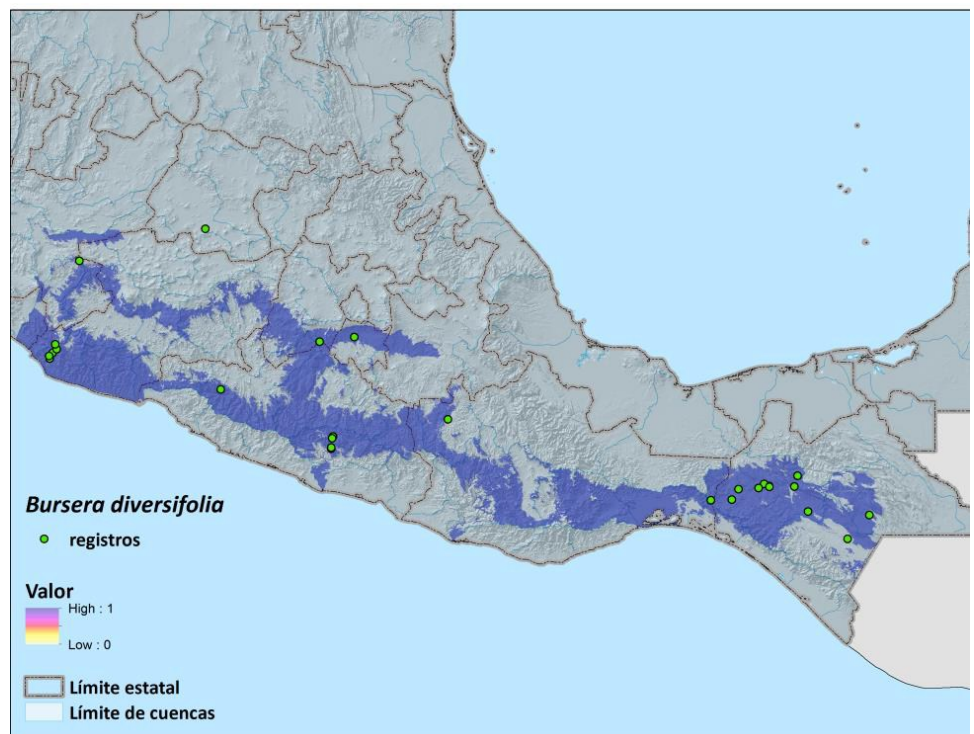 Bursera diversifolia
registros
Valor
High : 1
Low : 0
Límite estatal
Límite de cuencas